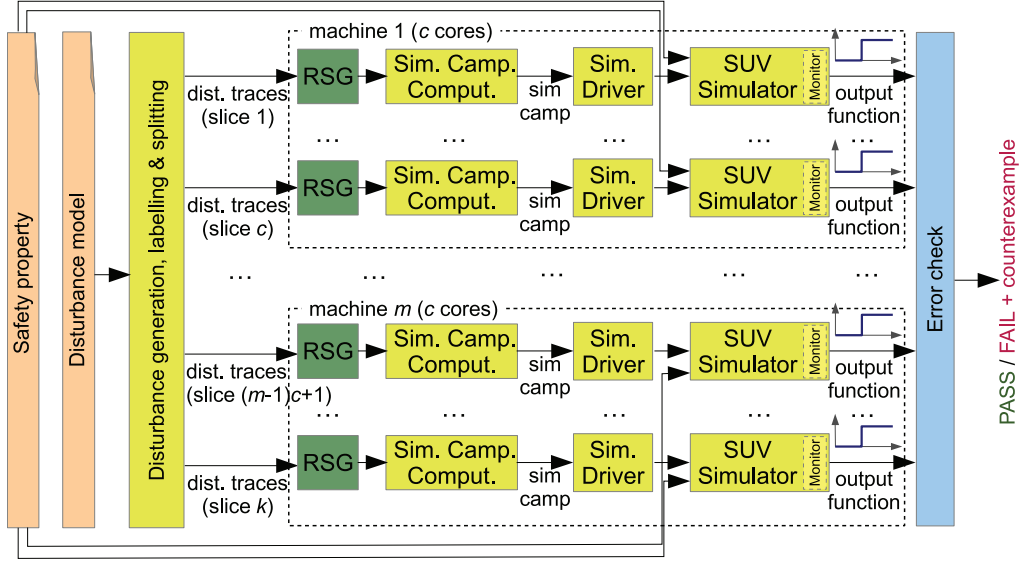 Safety property
Disturbance model
Disturbance generation, labelling & splitting
machine 1 (c cores)
dist. traces
(slice 1)
RSG
Sim. Camp.
Comput.
sim
camp
Sim.
Driver
SUV
Simulator
Monitor
output
function
... ... ... ... ...
dist. traces
(slice c)
RSG
Sim. Camp.
Comput.
sim
camp
Sim.
Driver
SUV
Simulator
Monitor
output
function
... ... ... ... ...
machine m (c cores)
dist. traces
(slice (m-1)c+1)
RSG
Sim. Camp.
Comput.
sim
camp
Sim.
Driver
SUV
Simulator
Monitor
output
function
... ... ... ... ...
dist. traces
(slice k)
RSG
Sim. Camp.
Comput.
sim
camp
Sim.
Driver
SUV
Simulator
Monitor
output
function
Error check
PASS / FAIL + counterexample